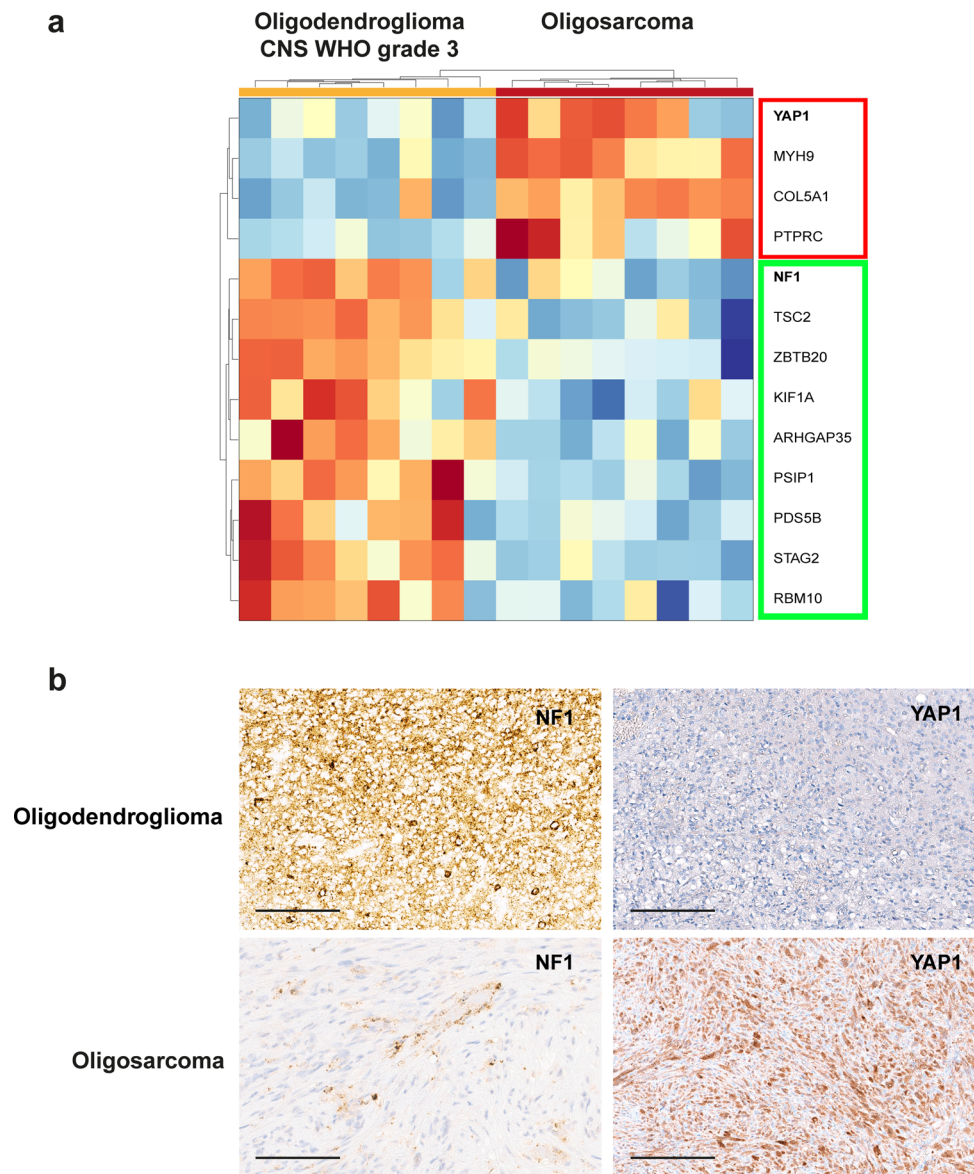 a
Oligodendroglioma
CNS WHO grade 3
Oligosarcoma
YAP1
MYH9
COL5A1
PTPRC
NF1
TSC2
ZBTB20
KIF1A
ARHGAP35
PSIP1
PDS5B
STAG2
RBM10
b
NF1
YAP1
Oligodendroglioma
NF1
YAP1
Oligosarcoma